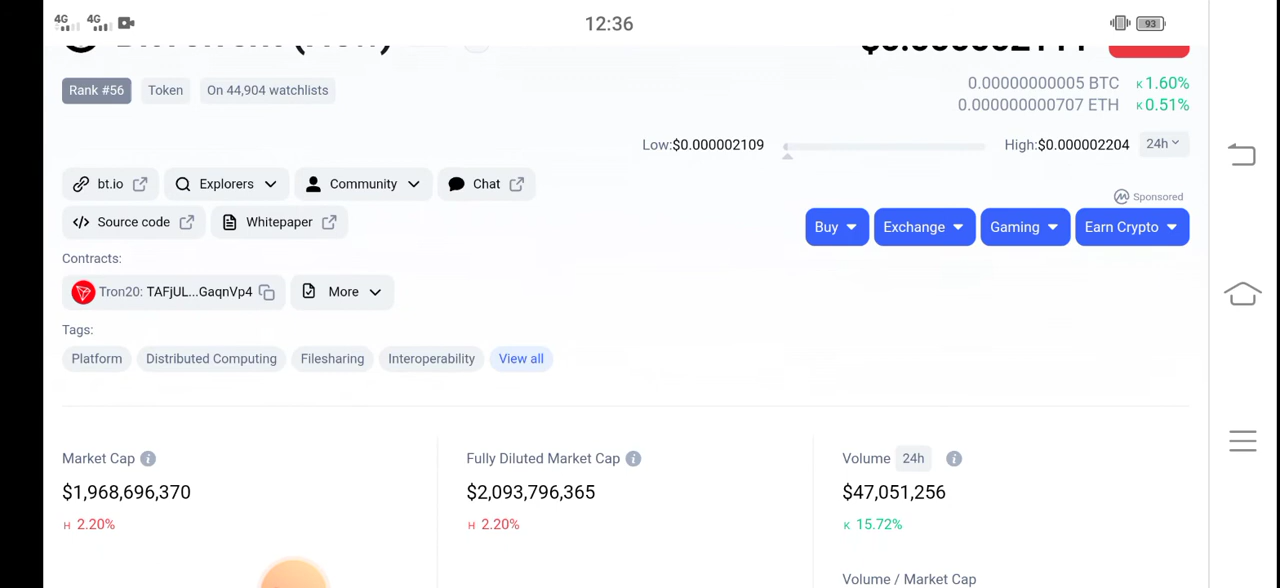 4G 4G 12:36 93
Rank #56 Token On 44,904 watchlists
0.00000000005 BTC 1.60%
0.000000000707 ETH 0.51%
Low:$0.000002109 High:$0.000002204 24h
bt.io Explorers Community Chat
Source code Whitepaper
Sponsored
Buy Exchange Gaming Earn Crypto
Contracts:
Tron20: TAFjUL...GaqnVp4 More
Tags:
Platform Distributed Computing Filesharing Interoperability View all
Market Cap Fully Diluted Market Cap Volume 24h
$1,968,696,370 $2,093,796,365 $47,051,256
H 2.20% H 2.20% K 15.72%
Volume / Market Cap